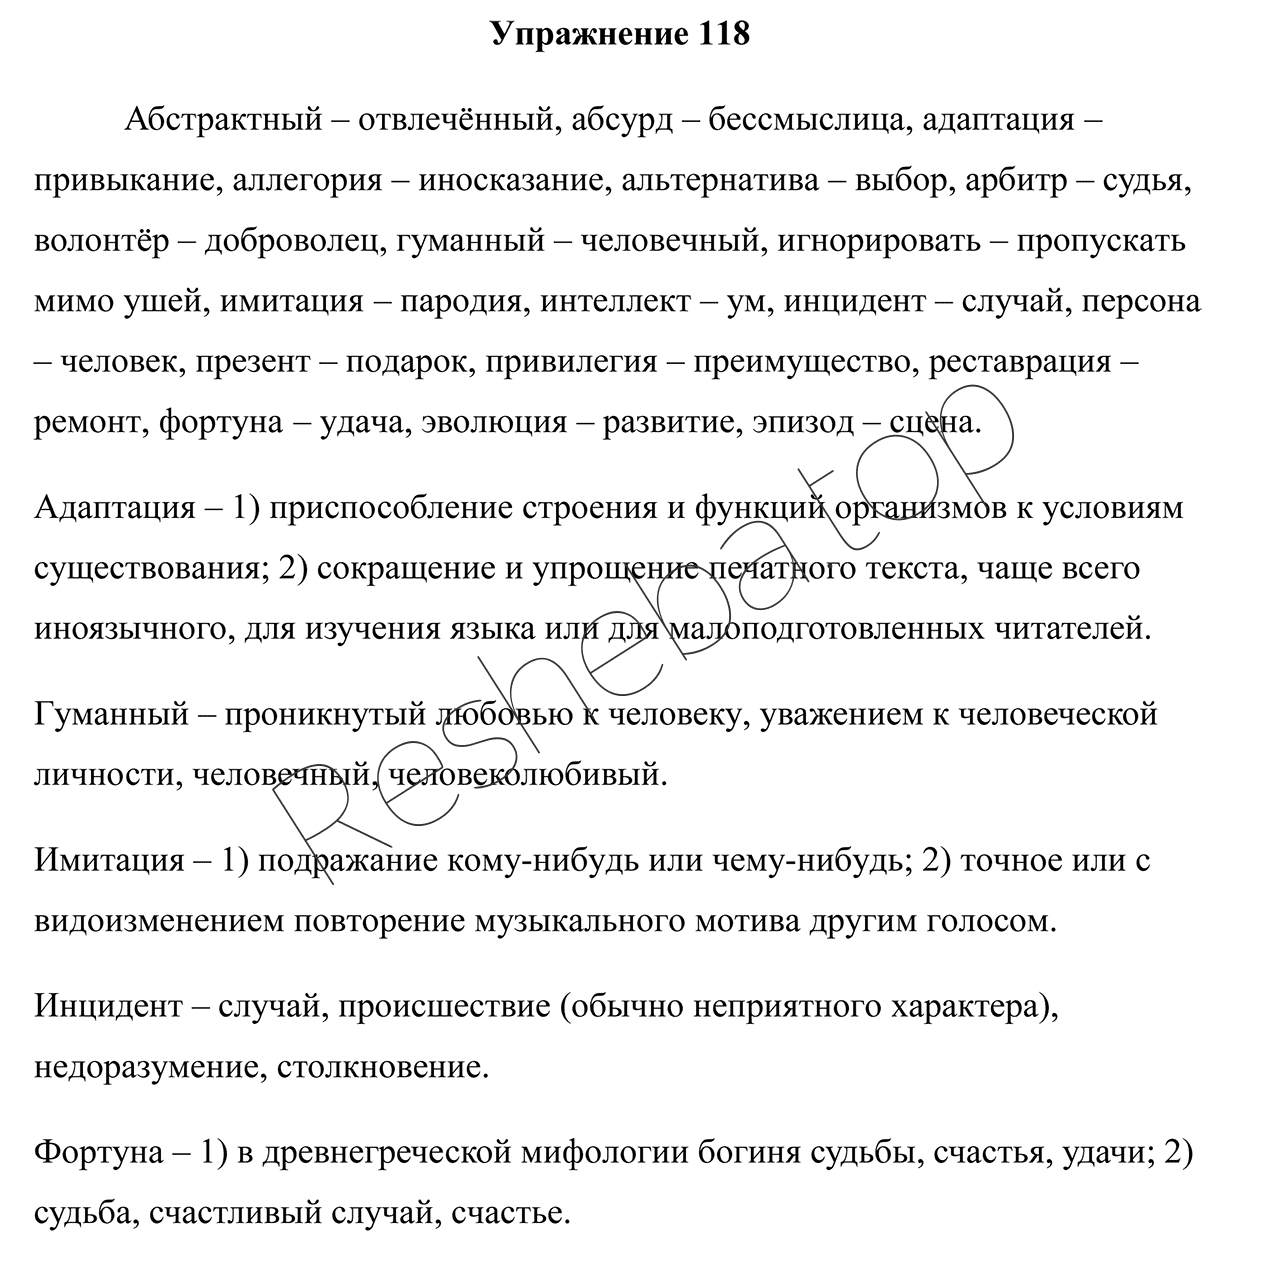 Упражнение 118
Абстрактный – отвлечённый, абсурд – бессмыслица, адаптация –
привыкание, аллегория – иносказание, альтернатива – выбор, арбитр – судья,
волонтёр – доброволец, гуманный – человечный, игнорировать – пропускать
мимо ушей, имитация – пародия, интеллект – ум, инцидент – случай, персона
– человек, презент – подарок, привилегия – преимущество, реставрация –
ремонт, фортуна – удача, эволюция – развитие, эпизод – сцена.
Адаптация – 1) приспособление строения и функций организмов к условиям
существования; 2) сокращение и упрощение печатного текста, чаще всего
иноязычного, для изучения языка или для малоподготовленных читателей.
Гуманный – проникнутый любовью к человеку, уважением к человеческой
личности, человечный, человеколюбивый.
Имитация – 1) подражание кому-нибудь или чему-нибудь; 2) точное или с
видоизменением повторение музыкального мотива другим голосом.
Инцидент – случай, происшествие (обычно неприятного характера),
недоразумение, столкновение.
Фортуна – 1) в древнегреческой мифологии богиня судьбы, счастья, удачи; 2)
судьба, счастливый случай, счастье.
Resheba.top